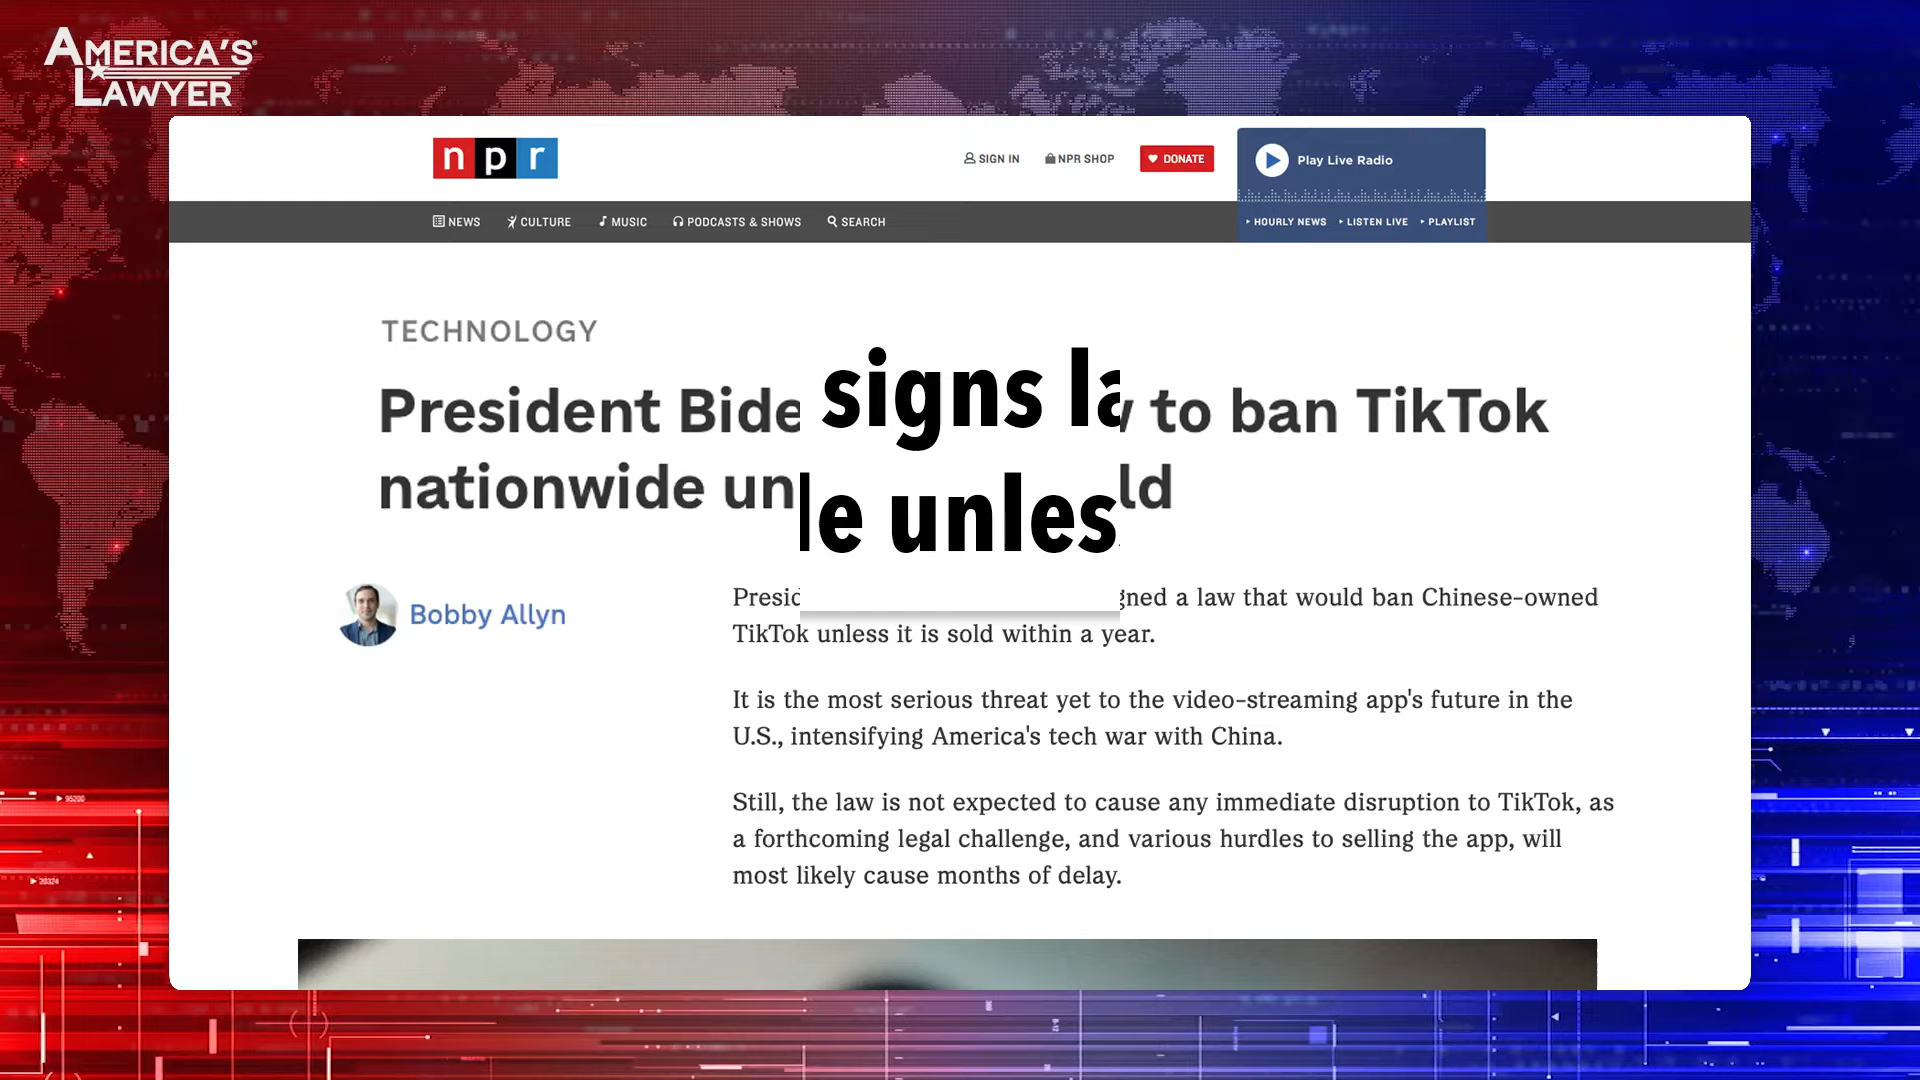 AMERICA'S
LAWYER
npr
SIGN IN NPR SHOP DONATE Play Live Radio
NEWS CULTURE MUSIC PODCASTS & SHOWS SEARCH HOURLY NEWS LISTEN LIVE PLAYLIST
TECHNOLOGY
President Bide signs la to ban TikTok
nationwide un le unles ld
Bobby Allyn
Presid gned a law that would ban Chinese-owned
TikTok unless it is sold within a year.
It is the most serious threat yet to the video-streaming app's future in the
U.S., intensifying America's tech war with China.
Still, the law is not expected to cause any immediate disruption to TikTok, as
a forthcoming legal challenge, and various hurdles to selling the app, will
most likely cause months of delay.
95200
20324